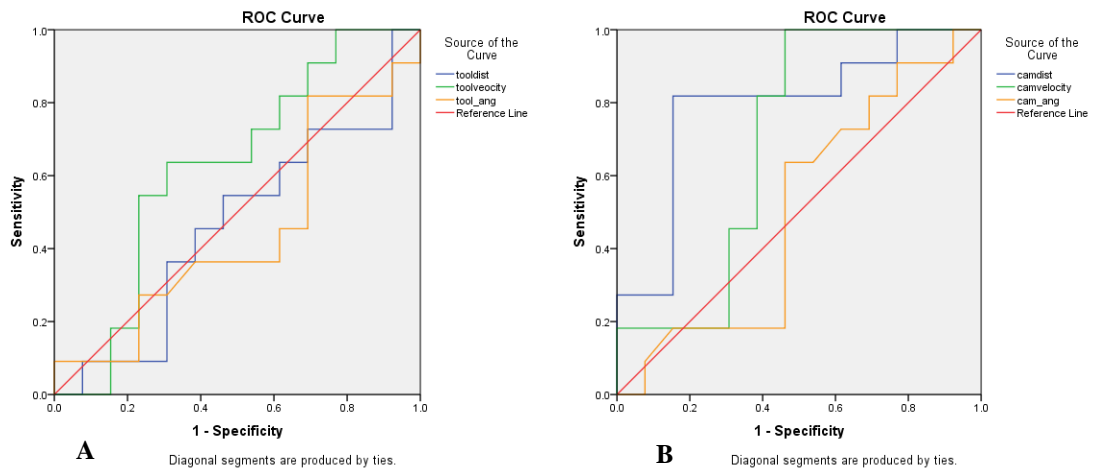 ROC Curve
Source of the
Curve
tooldist
toolveocity
tool_ang
Reference Line
Sensitivity
1.0
0.8
0.6
0.4
0.2
0.0
0.0 0.2 0.4 0.6 0.8 1.0
1 - Specificity
A
Diagonal segments are produced by ties.
ROC Curve
Source of the
Curve
camdist
camvelocity
cam_ang
Reference Line
Sensitivity
1.0
0.8
0.6
0.4
0.2
0.0
0.0 0.2 0.4 0.6 0.8 1.0
1 - Specificity
B
Diagonal segments are produced by ties.